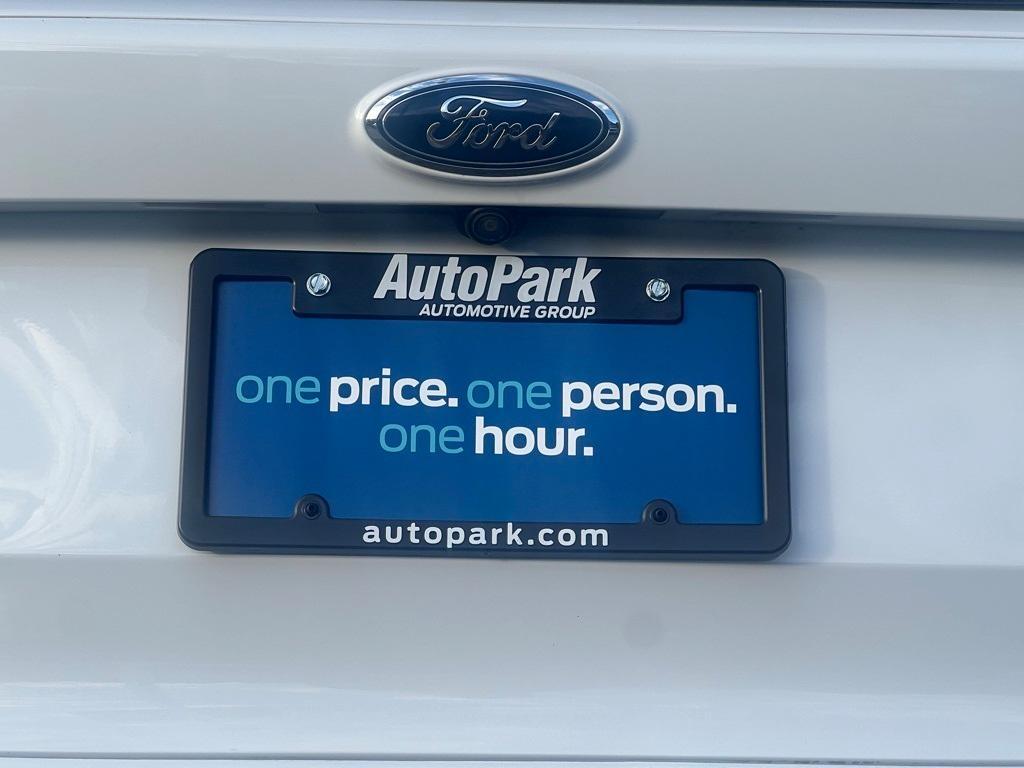 Ford
AutoPark
AUTOMOTIVE GROUP
one price. one person.
one hour.
autopark.com